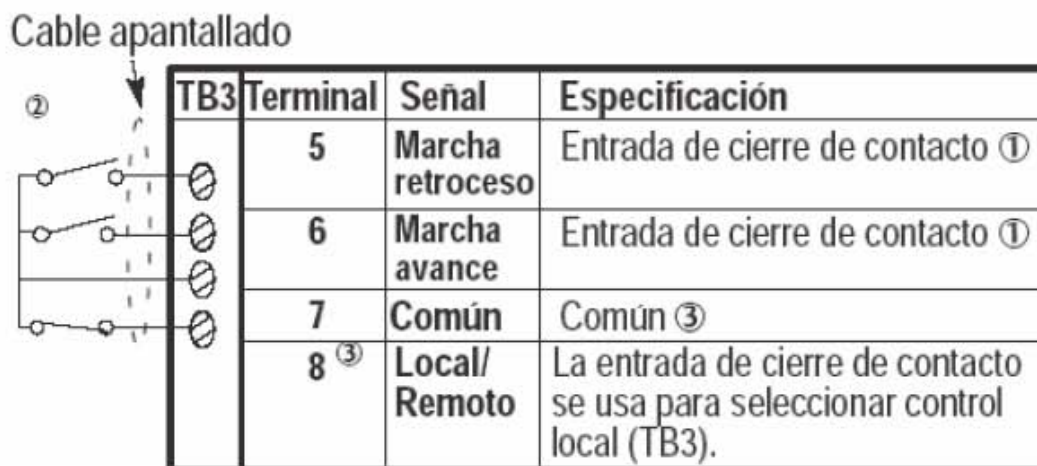 Cable apantallado
②
TB3 Terminal Señal Especificación
5 Marcha retroceso Entrada de cierre de contacto ①
6 Marcha avance Entrada de cierre de contacto ①
7 Común Común ③
8 ③ Local/ Remoto La entrada de cierre de contacto
se usa para seleccionar control
local (TB3).